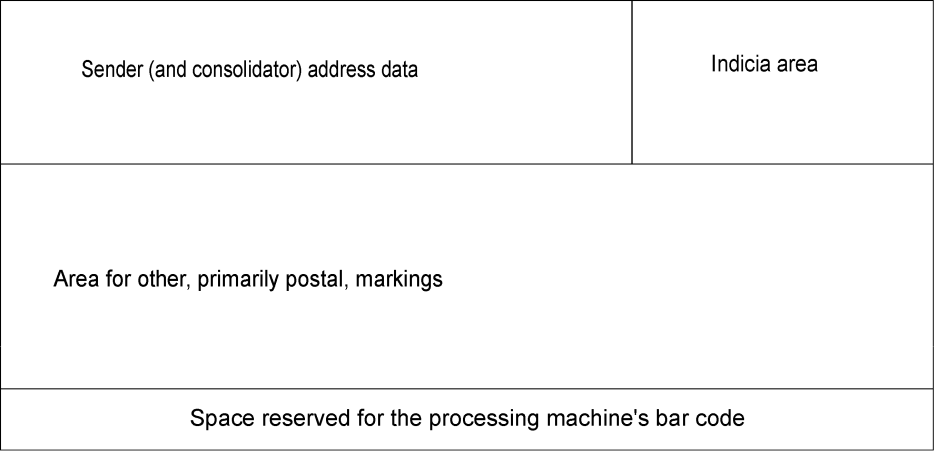 Sender (and consolidator) address data
Indicia area
Area for other, primarily postal, markings
Space reserved for the processing machine's bar code